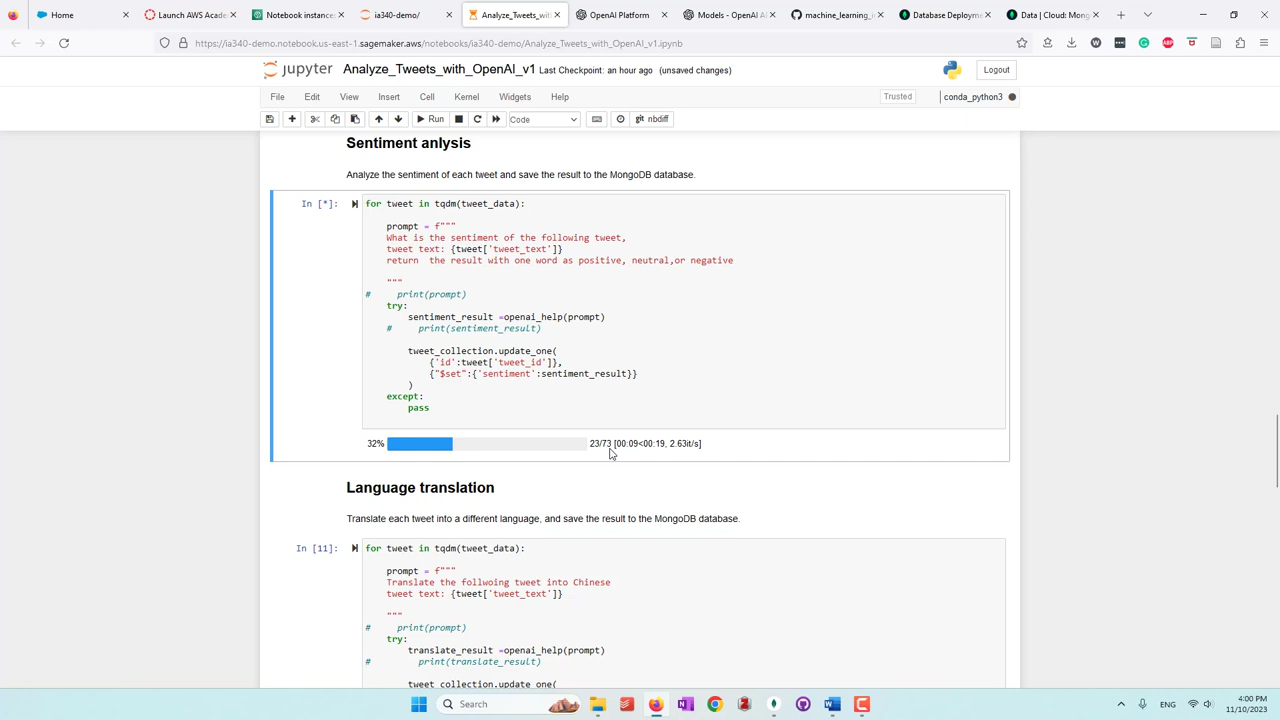 Home
Launch AWS Academy
Notebook instances
ia340-demo/
Analyze_Tweets_with
OpenAI Platform
Models - OpenAI A
machine_learning_n
Database Deployme
Data | Cloud: Mong
https://ia340-demo.notebook.us-east-1.sagemaker.aws/notebooks/ia340-demo/Analyze_Tweets_with_OpenAI_v1.ipynb
jupyter Analyze_Tweets_with_OpenAI_v1 Last Checkpoint: an hour ago (unsaved changes)
Logout
File Edit View Insert Cell Kernel Widgets Help
Trusted
conda_python3
Run
Code
nbdiff
Sentiment anlysis
Analyze the sentiment of each tweet and save the result to the MongoDB database.
In [*]:
for tweet in tqdm(tweet_data):
prompt = f"""
What is the sentiment of the following tweet,
tweet text: {tweet['tweet_text']}
return  the result with one word as positive, neutral,or negative
"""
#     print(prompt)
try:
sentiment_result =openai_help(prompt)
#     print(sentiment_result)
tweet_collection.update_one(
{'id':tweet['tweet_id']},
{"$set":{'sentiment':sentiment_result}}
)
except:
pass
32% 23/73 [00:09<00:19, 2.63it/s]
Language translation
Translate each tweet into a different language, and save the result to the MongoDB database.
In [11]:
for tweet in tqdm(tweet_data):
prompt = f"""
Translate the follwoing tweet into Chinese
tweet text: {tweet['tweet_text']}
"""
#     print(prompt)
try:
translate_result =openai_help(prompt)
#     print(translate_result)
tweet_collection.update_one(
Search
ENG
4:00 PM
11/10/2023